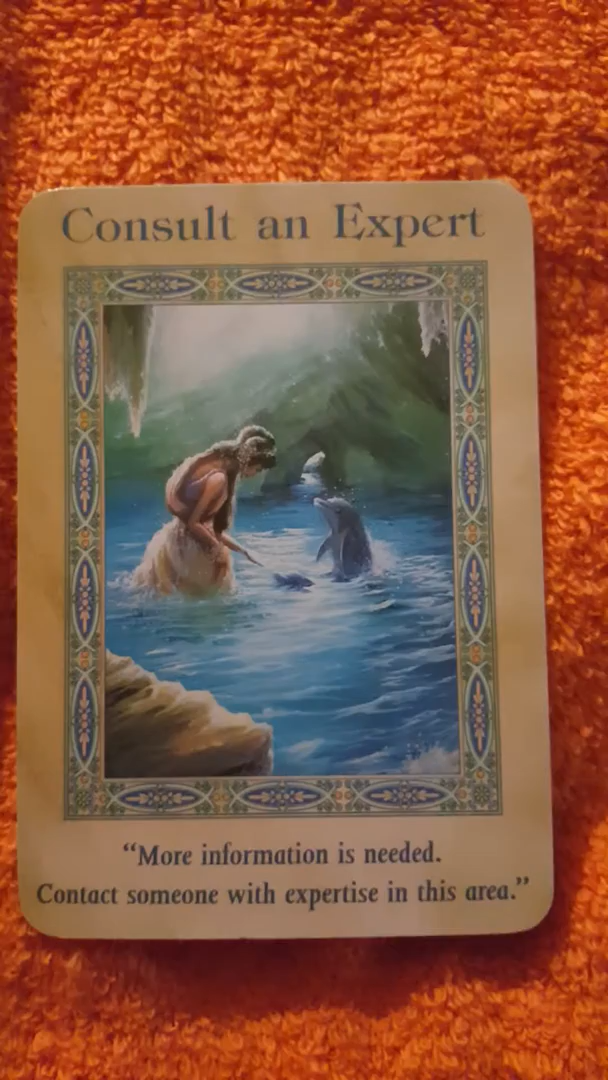 Consult an Expert
“More information is needed.
Contact someone with expertise in this area.”